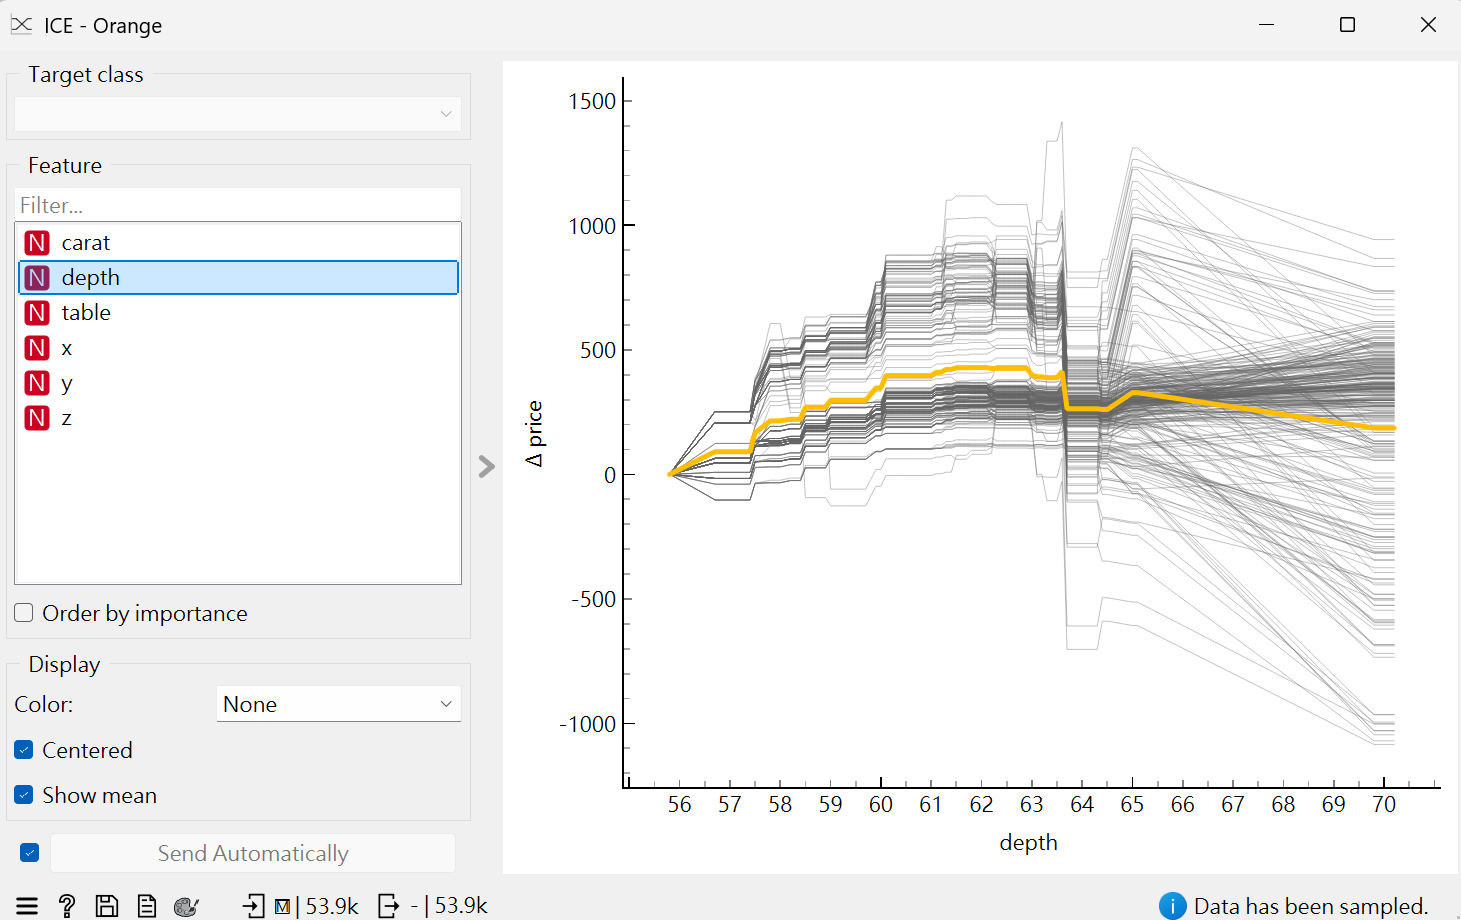 ICE - Orange
Target class
Feature
Filter...
N carat
N depth
N table
N x
N y
N z
Order by importance
Display
Color: None
Centered
Show mean
Send Automatically
? M | 53.9k - | 53.9k
1500
1000
500
0
-500
-1000
Δ price
56 57 58 59 60 61 62 63 64 65 66 67 68 69 70
depth
i Data has been sampled.